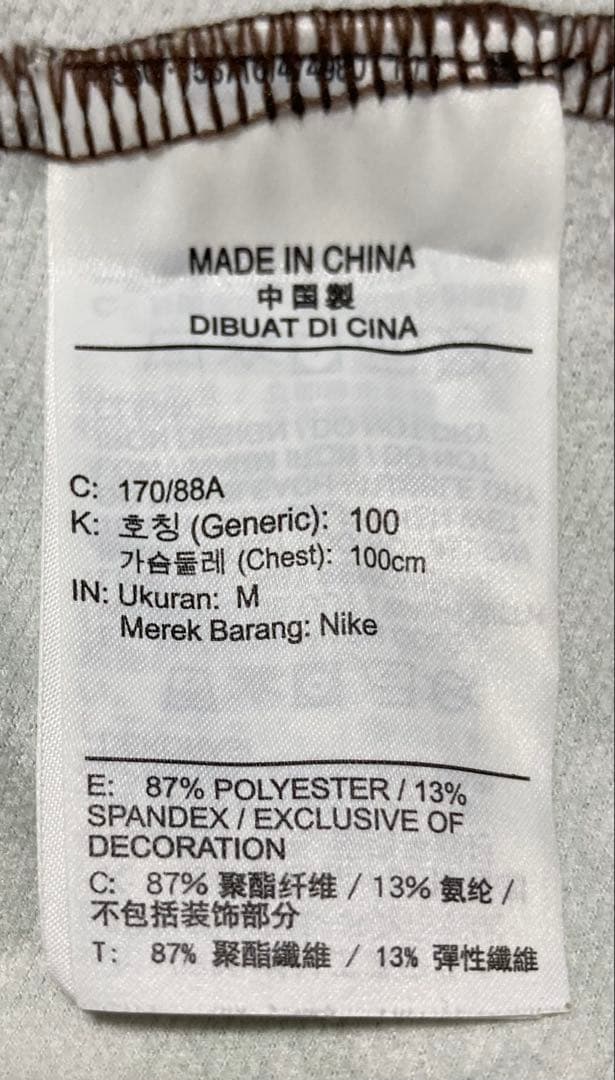 MADE IN CHINA
中国製
DIBUAT DI CINA
C: 170/88A
K: 호칭 (Generic): 100
가슴둘레 (Chest): 100cm
IN: Ukuran: M
Merek Barang: Nike
E: 87% POLYESTER / 13%
SPANDEX / EXCLUSIVE OF
DECORATION
C: 87% 聚酯纤维 / 13% 氨纶 /
不包括装饰部分
T: 87% 聚酯纖維 / 13% 彈性纖維